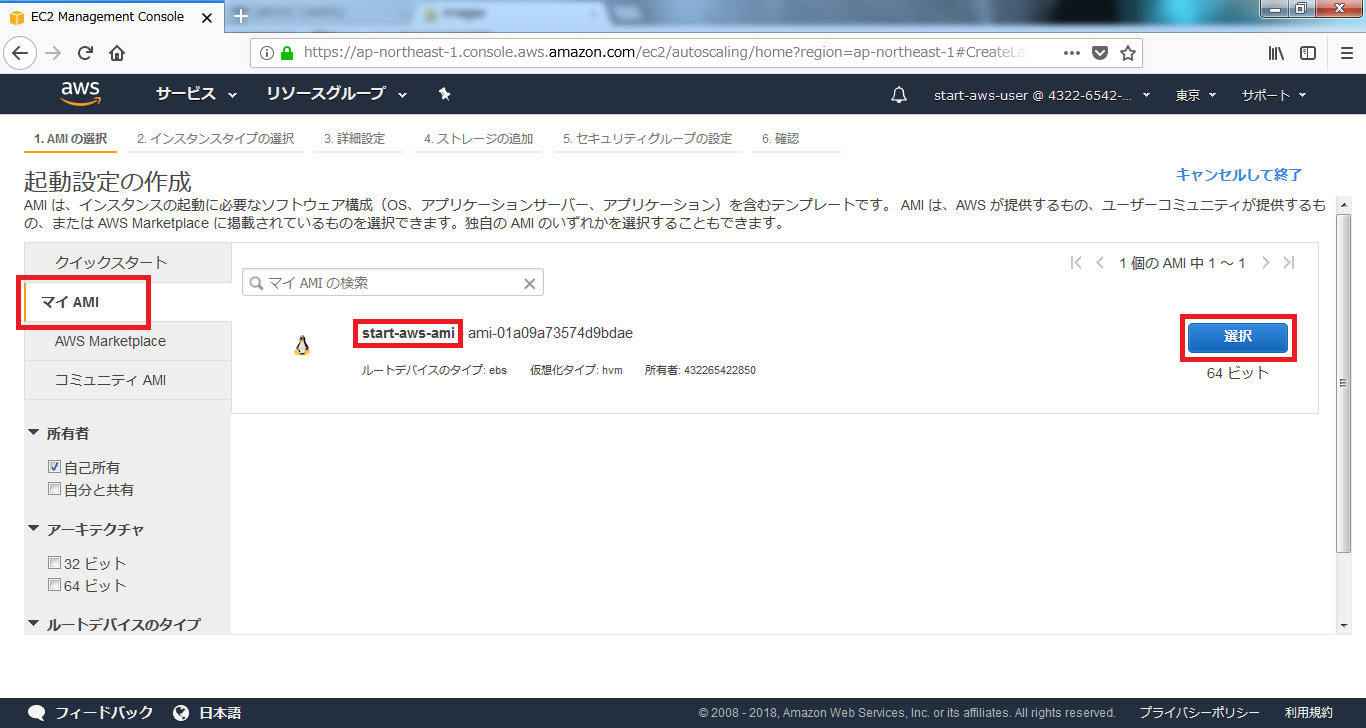 EC2 Management Console
images
https://ap-northeast-1.console.aws.amazon.com/ec2/autoscaling/home?region=ap-northeast-1#CreateLa
aws サービス リソースグループ start-aws-user @ 4322-6542-... 東京 サポート
1. AMI の選択 2. インスタンスタイプの選択 3. 詳細設定 4. ストレージの追加 5. セキュリティグループの設定 6. 確認
起動設定の作成 キャンセルして終了
AMI は、インスタンスの起動に必要なソフトウェア構成（OS、アプリケーションサーバー、アプリケーション）を含むテンプレートです。 AMI は、AWS が提供するもの、ユーザーコミュニティが提供するも
の、または AWS Marketplace に掲載されているものを選択できます。独自の AMI のいずれかを選択することもできます。
クイックスタート
マイ AMI
AWS Marketplace
コミュニティ AMI
所有者
自己所有
自分と共有
アーキテクチャ
32 ビット
64 ビット
ルートデバイスのタイプ
マイ AMI の検索
1 個の AMI 中 1 ～ 1
start-aws-ami - ami-01a09a73574d9bdae
選択
ルートデバイスのタイプ: ebs 仮想化タイプ: hvm 所有者: 432265422850
64 ビット
フィードバック 日本語 © 2008 - 2018, Amazon Web Services, Inc. or its affiliates. All rights reserved. プライバシーポリシー 利用規約